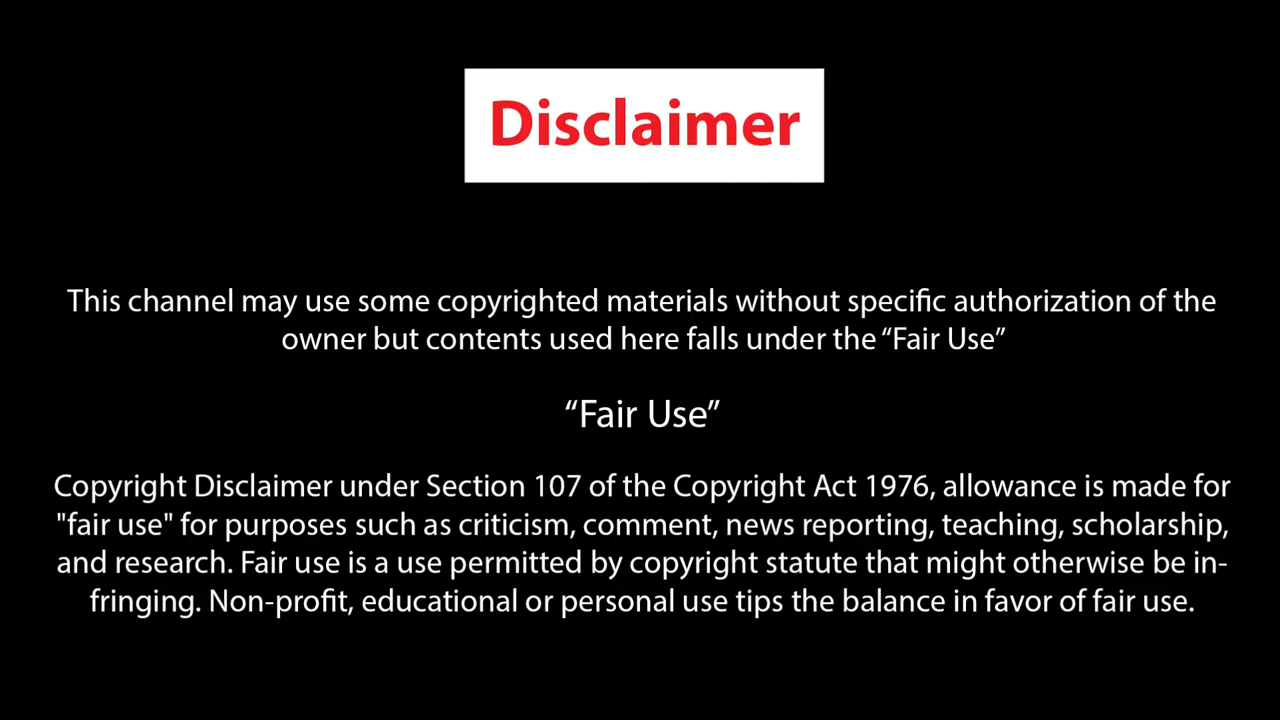 Disclaimer
This channel may use some copyrighted materials without specific authorization of the
owner but contents used here falls under the “Fair Use”
“Fair Use”
Copyright Disclaimer under Section 107 of the Copyright Act 1976, allowance is made for
"fair use" for purposes such as criticism, comment, news reporting, teaching, scholarship,
and research. Fair use is a use permitted by copyright statute that might otherwise be in-
fringing. Non-profit, educational or personal use tips the balance in favor of fair use.